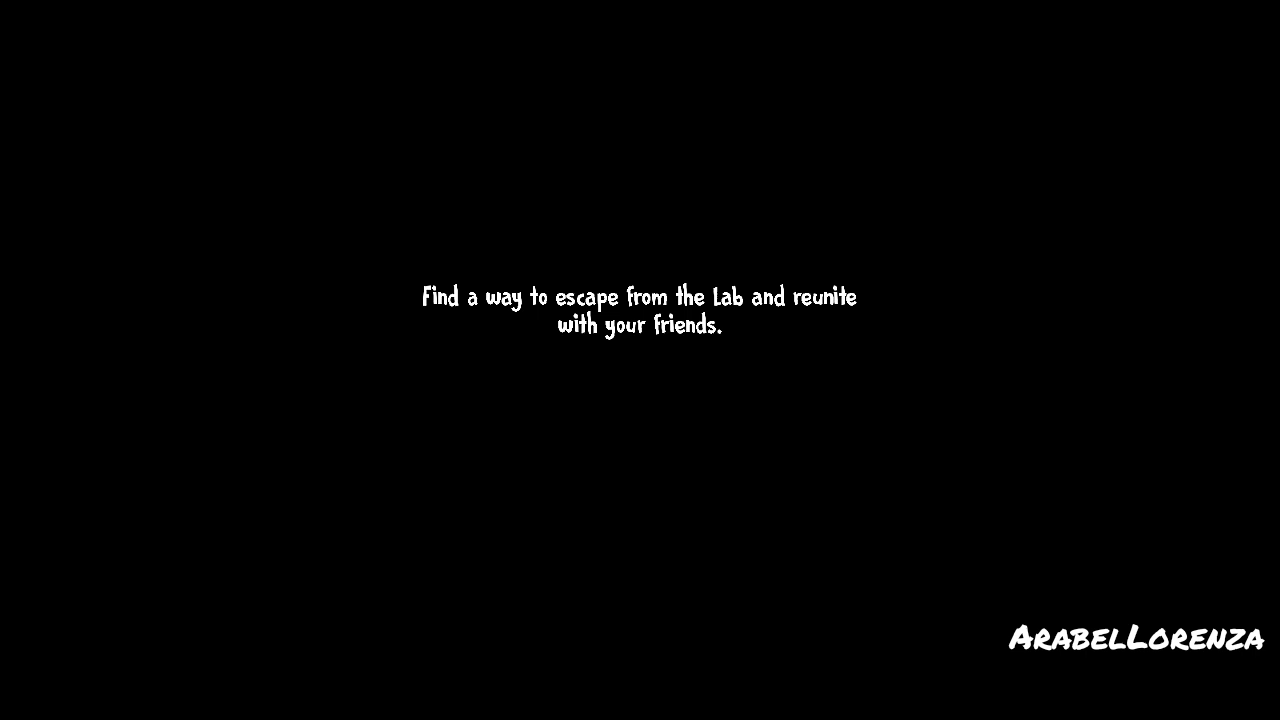 Find a way to escape from the Lab and reunite
with your friends.
ArabelLorenza